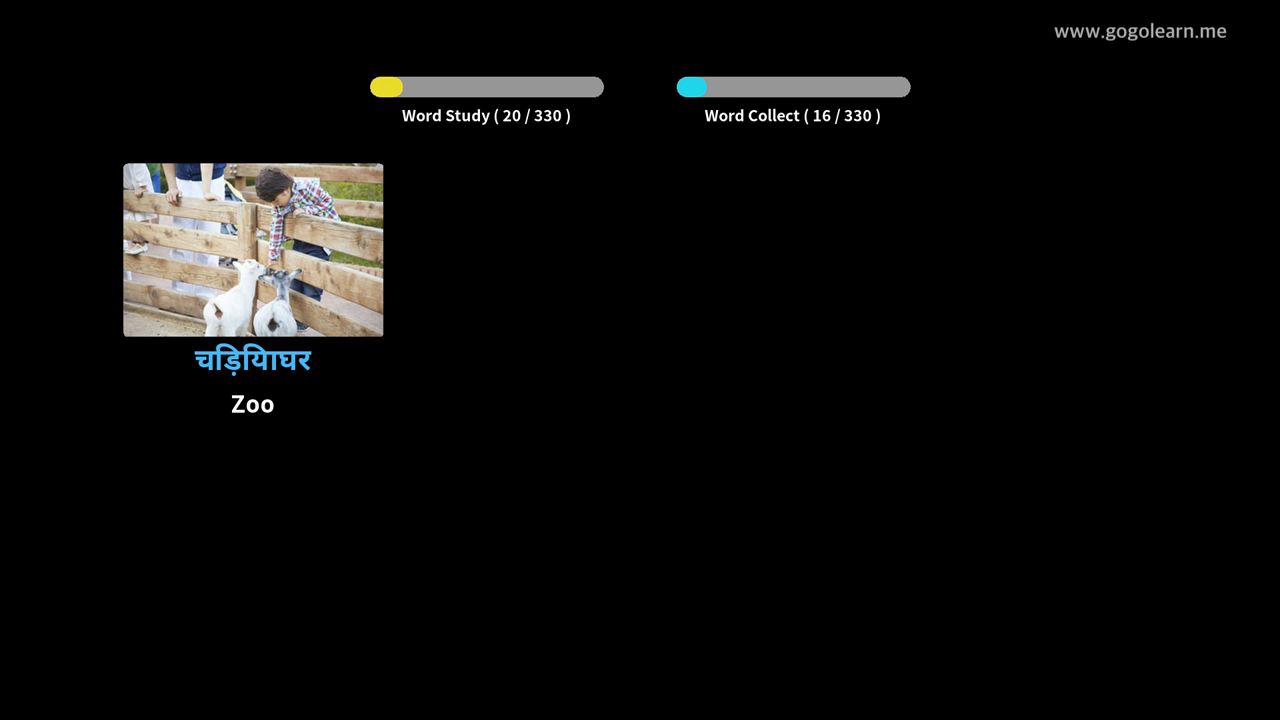 www.gogolearn.me
Word Study ( 20 / 330 )
Word Collect ( 16 / 330 )
चड़ियिाघर
Zoo